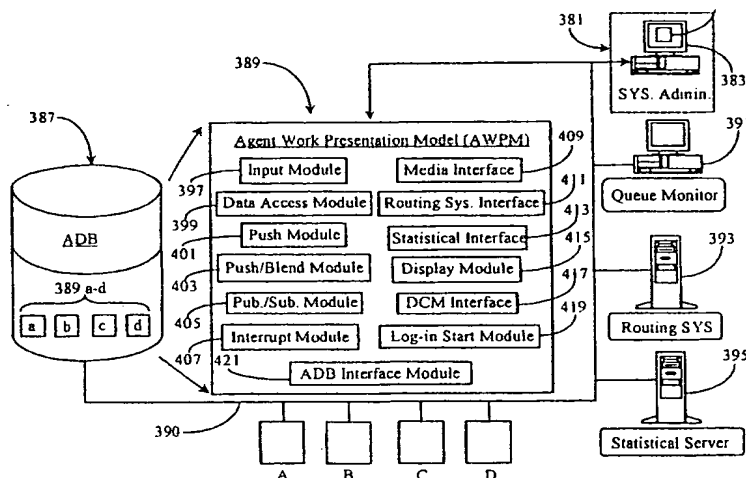 381
383
SYS. Admin.
389
387
Agent Work Presentation Model (AWPM)
409
39
Input Module
Media Interface
397
411
Queue Monitor
Data Access Module
Routing Sys. Interface
399
413
ADB
401
Push Module
Statistical Interface
415
393
Push/Blend Module
Display Module
403
417
389 a-d
Pub./Sub. Module
DCM Interface
405
419
a b c d
Interrupt Module
Log-in Start Module
Routing SYS
407
421
ADB Interface Module
395
390
Statistical Server
A B C D